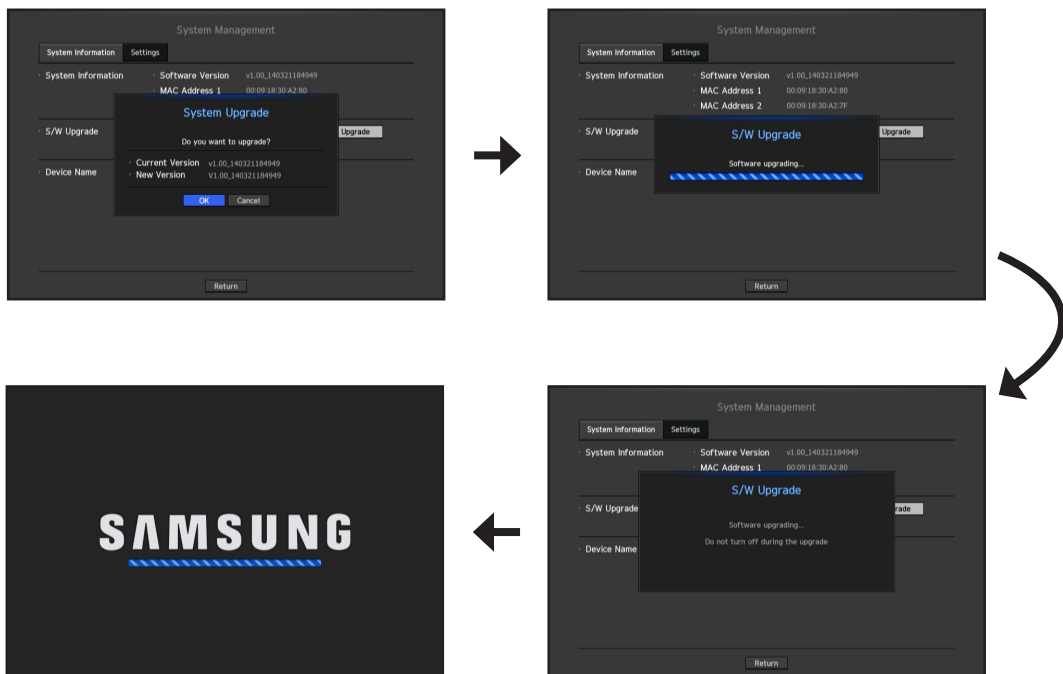 System Management
System Information Settings
System Information Software Version v1.00_140321184949
MAC Address 1 00:09:18:30:A2:80
System Upgrade
S/W Upgrade Do you want to upgrade? Upgrade
Current Version v1.00_140321184949
Device Name New Version V1.00_140321184949
OK Cancel
Return
System Management
System Information Settings
System Information Software Version v1.00_140321184949
MAC Address 1 00:09:18:30:A2:80
MAC Address 2 00:09:18:30:A2:7F
S/W Upgrade S/W Upgrade Upgrade
Software upgrading...
Device Name
Return
System Management
System Information Settings
System Information Software Version v1.00_140321184949
MAC Address 1 00:09:18:30:A2:80
S/W Upgrade
S/W Upgrade rade
Software upgrading...
Do not turn off during the upgrade
Device Name
Return
SAMSUNG